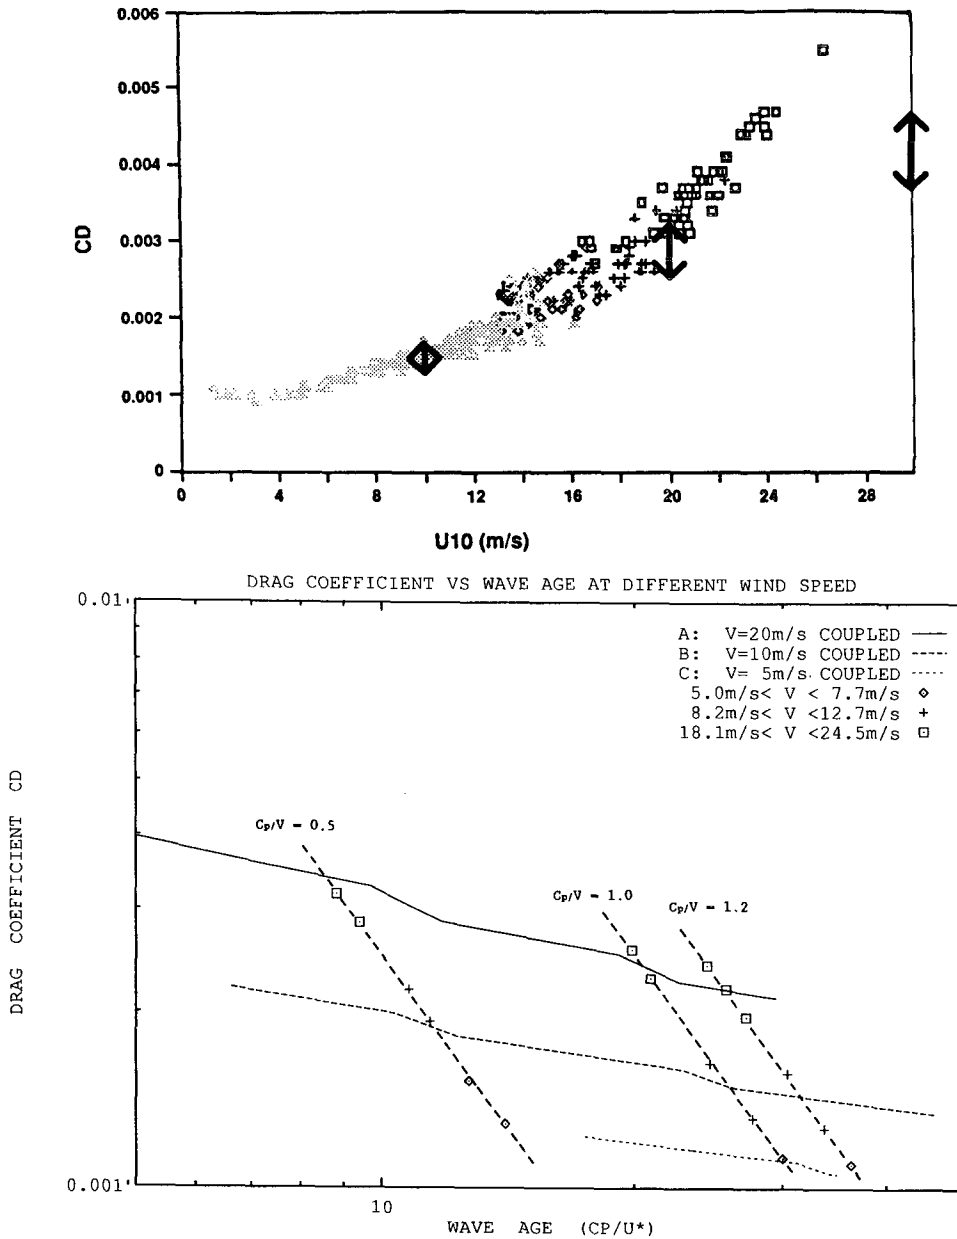 0.006
0.005
0.004
0.003
0.002
0.001
0
CD
0 4 8 12 16 20 24 28
U10 (m/s)
DRAG COEFFICIENT VS WAVE AGE AT DIFFERENT WIND SPEED
0.01
A: V=20m/s COUPLED
B: V=10m/s COUPLED
C: V= 5m/s COUPLED
5.0m/s< V < 7.7m/s
8.2m/s< V <12.7m/s
18.1m/s< V <24.5m/s
DRAG COEFFICIENT CD
CP/V = 0.5
CP/V = 1.0
CP/V = 1.2
0.001
10
WAVE AGE (CP/U*)